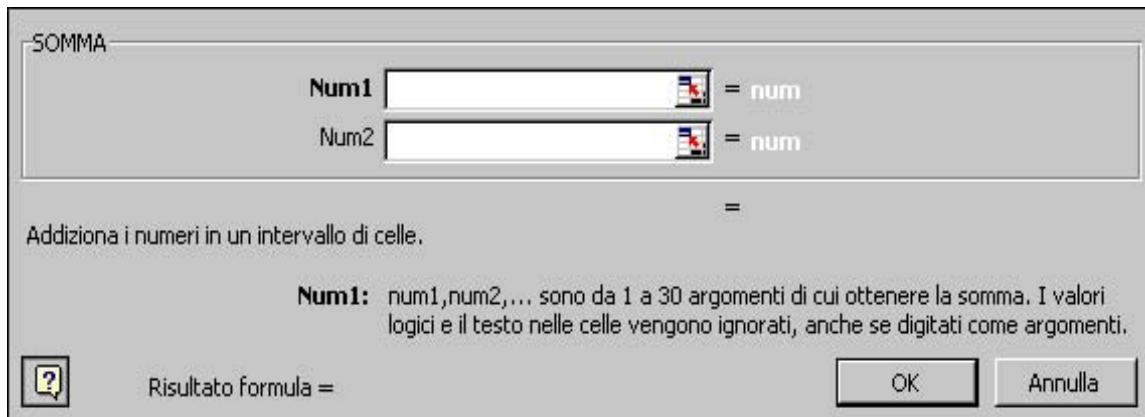 SOMMA
Num1 = num
Num2 = num
=
Addiziona i numeri in un intervallo di celle.
Num1: num1,num2,... sono da 1 a 30 argomenti di cui ottenere la somma. I valori
logici e il testo nelle celle vengono ignorati, anche se digitati come argomenti.
? Risultato formula = OK Annulla